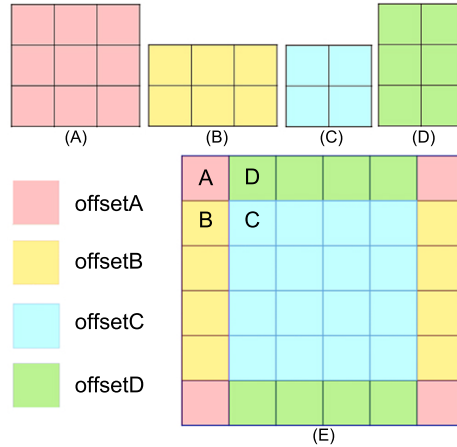 (A) (B) (C) (D)
A D
B C
offsetA
offsetB
offsetC
offsetD
(E)